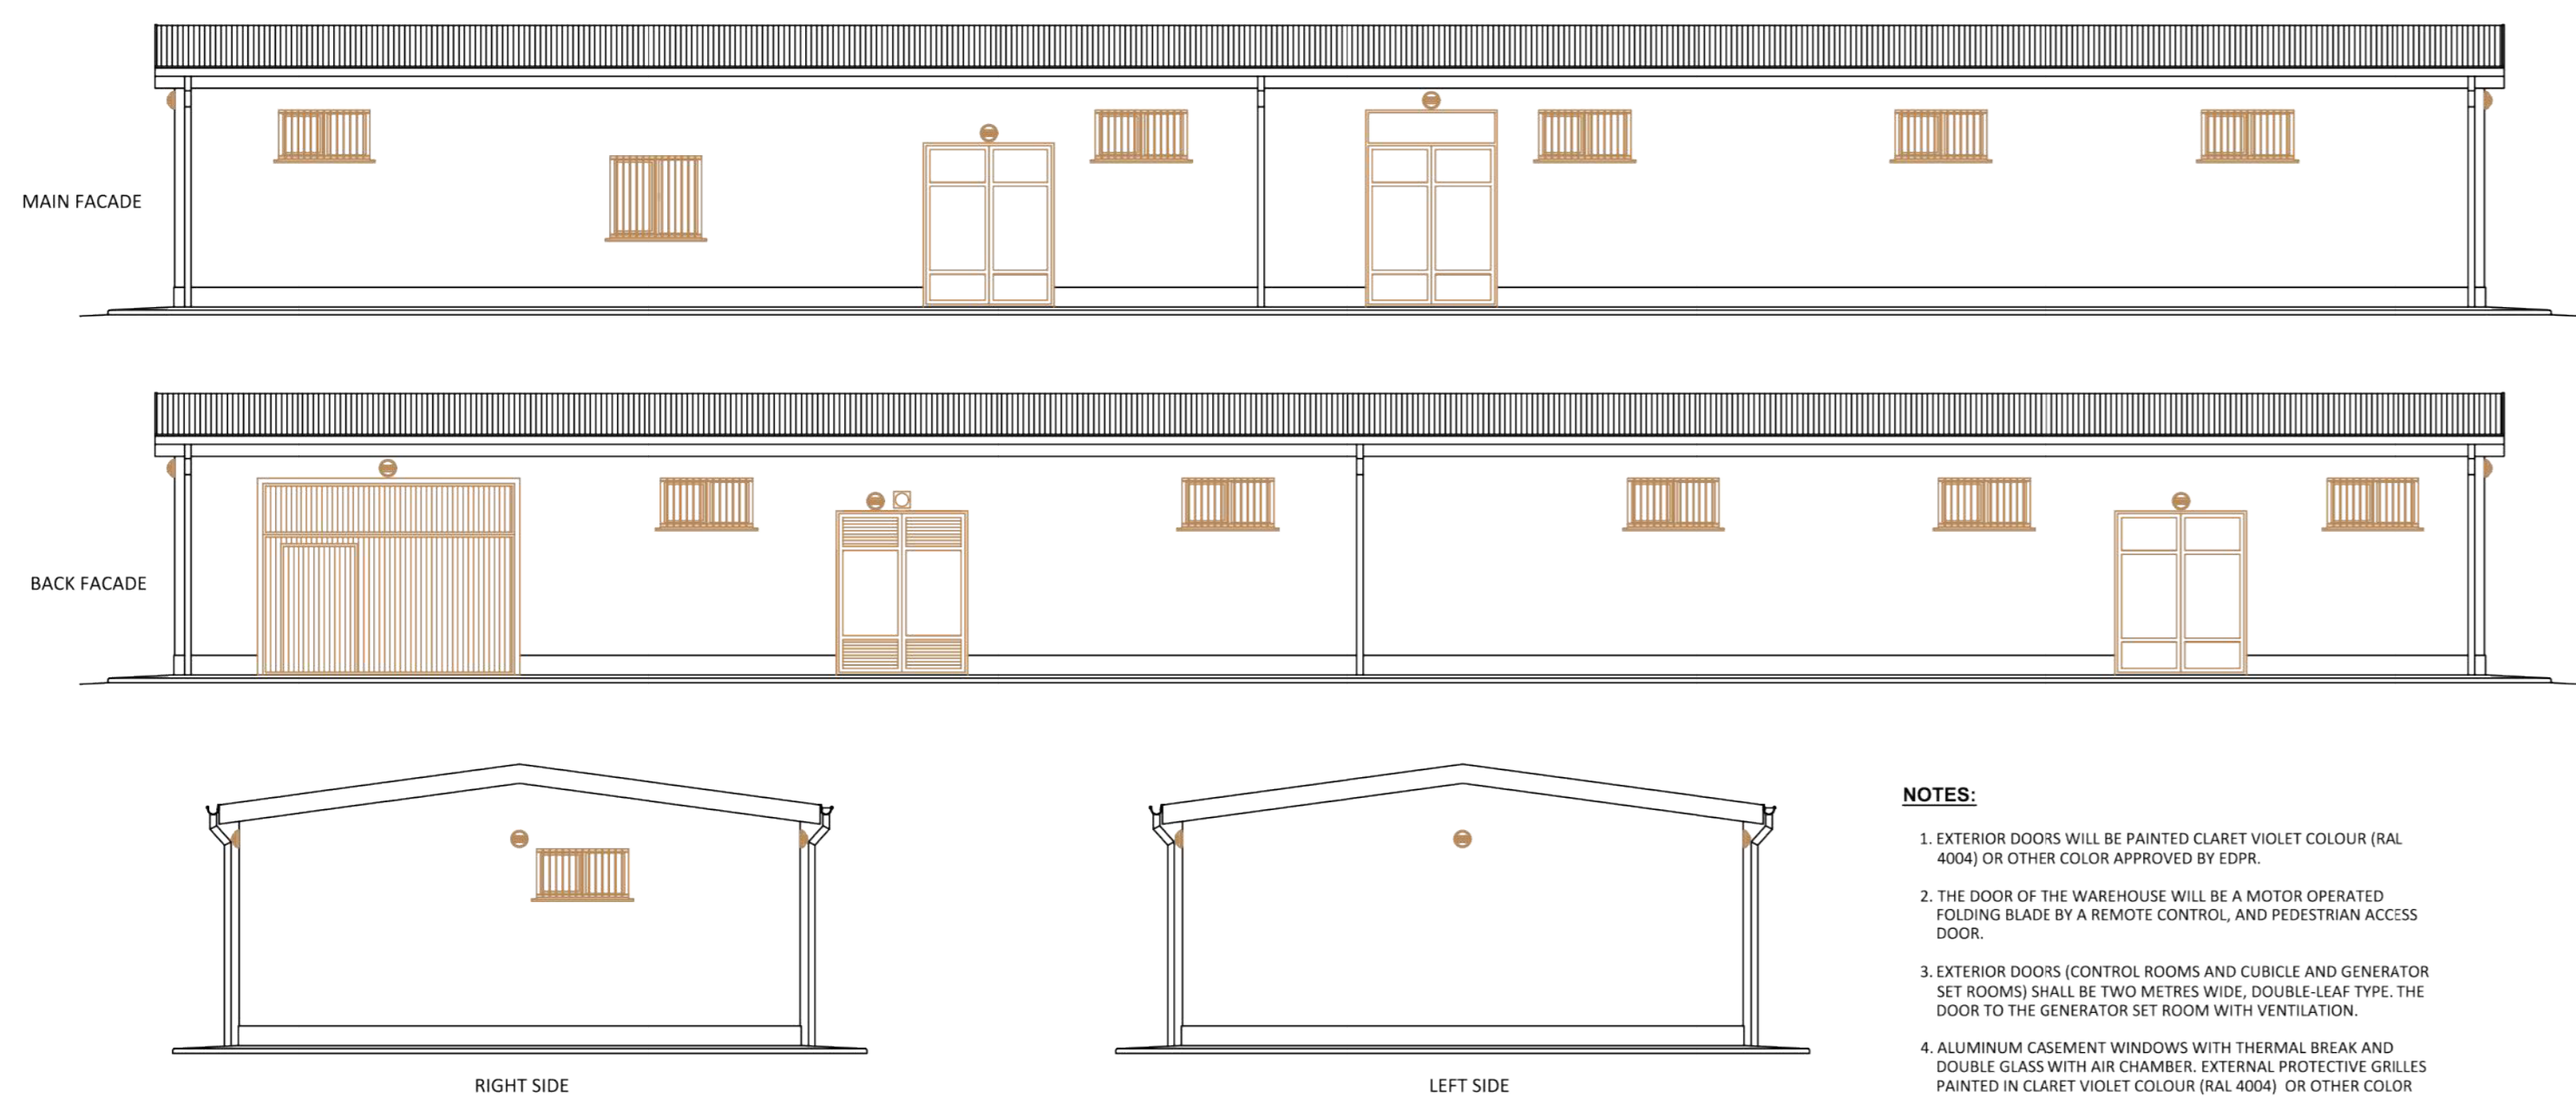 MAIN FACADE
BACK FACADE
RIGHT SIDE
LEFT SIDE
NOTES:
1. EXTERIOR DOORS WILL BE PAINTED CLARET VIOLET COLOUR (RAL
4004) OR OTHER COLOR APPROVED BY EDPR.
2. THE DOOR OF THE WAREHOUSE WILL BE A MOTOR OPERATED
FOLDING BLADE BY A REMOTE CONTROL, AND PEDESTRIAN ACCESS
DOOR.
3. EXTERIOR DOORS (CONTROL ROOMS AND CUBICLE AND GENERATOR
SET ROOMS) SHALL BE TWO METRES WIDE, DOUBLE-LEAF TYPE. THE
DOOR TO THE GENERATOR SET ROOM WITH VENTILATION.
4. ALUMINUM CASEMENT WINDOWS WITH THERMAL BREAK AND
DOUBLE GLASS WITH AIR CHAMBER. EXTERNAL PROTECTIVE GRILLES
PAINTED IN CLARET VIOLET COLOUR (RAL 4004) OR OTHER COLOR